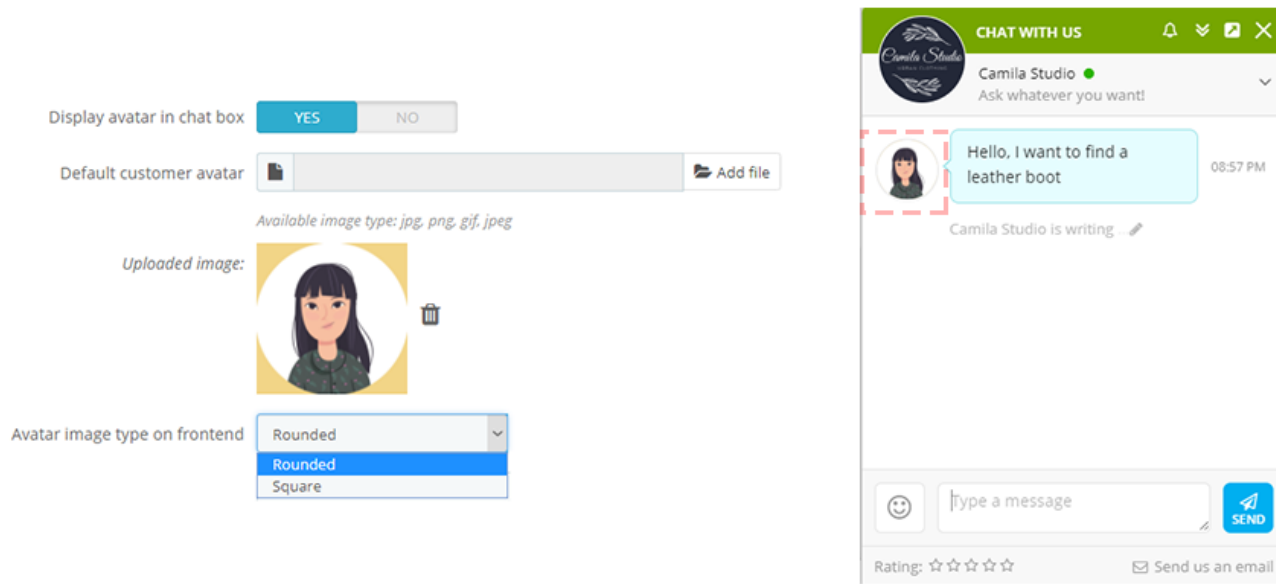 Display avatar in chat box
YES
NO
Default customer avatar
Add file
Available image type: jpg, png, gif, jpeg
Uploaded image:
Avatar image type on frontend
Rounded
Rounded
Square
CHAT WITH US
Camila Studio
Camila Studio
Ask whatever you want!
Hello, I want to find a
leather boot
08:57 PM
Camila Studio is writing
Type a message
SEND
Rating:
Send us an email